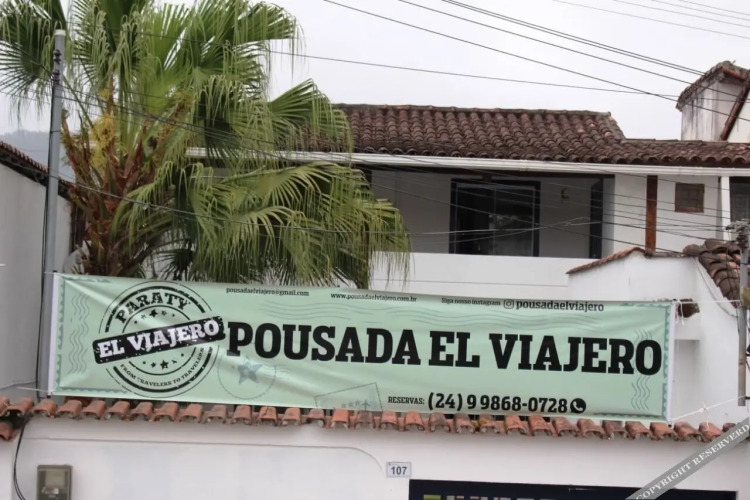 PARATY
EL VIAJERO
FROM TRAVELERS TO TRAVELERS
pousadaelviajero@gmail.com
www.pousadaelviajero.com.br
Siga nosso Instagram pousadaelviajero
POUSADA EL VIAJERO
RESERVAS: (24) 9 9868-0728
107
COPYRIGHT RESERVED